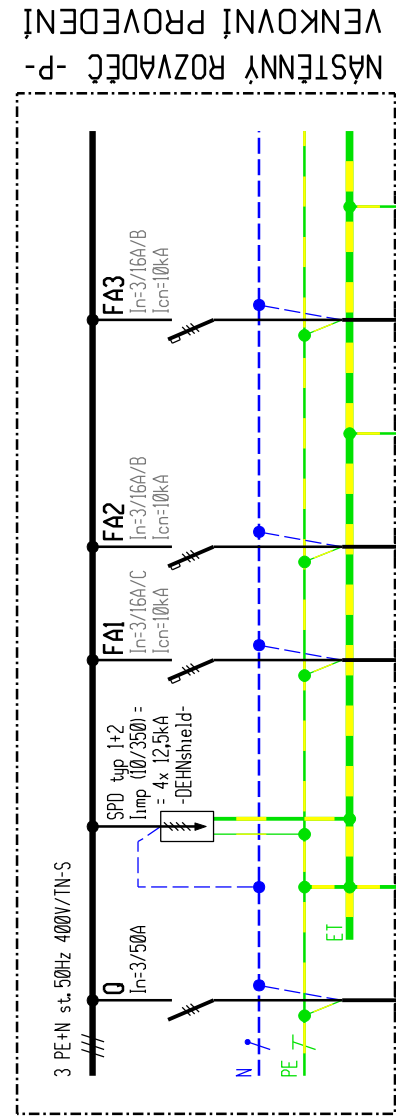 NÁSTĚNNÝ ROZVADĚČ -P-
VENKOVNÍ PROVEDENÍ
3 PE+N st. 50Hz 400V/TN-S
Q
In=3/50A
SPD typ 1+2
Iimp (10/350) =
= 4x 12,5kA
-DEHNshield-
FA1
In=3/16A/C
Icn=10kA
FA2
In=3/16A/B
Icn=10kA
FA3
In=3/16A/B
Icn=10kA
N
PE
ET